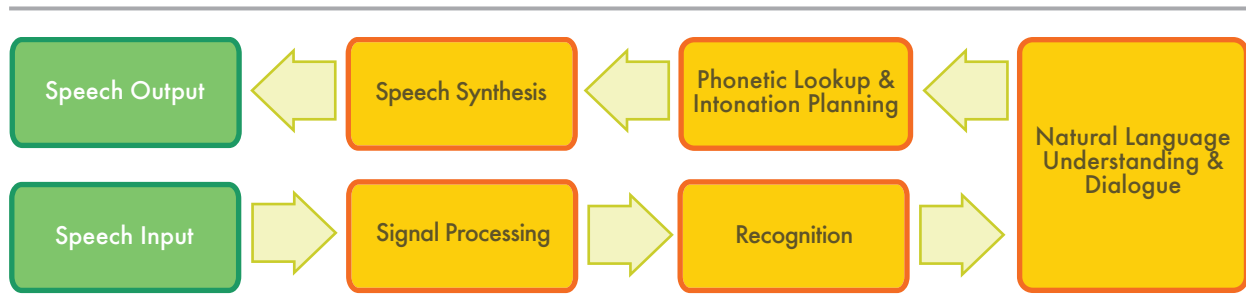 Speech Output
Speech Synthesis
Phonetic Lookup &
Intonation Planning
Natural Language
Understanding &
Dialogue
Speech Input
Signal Processing
Recognition